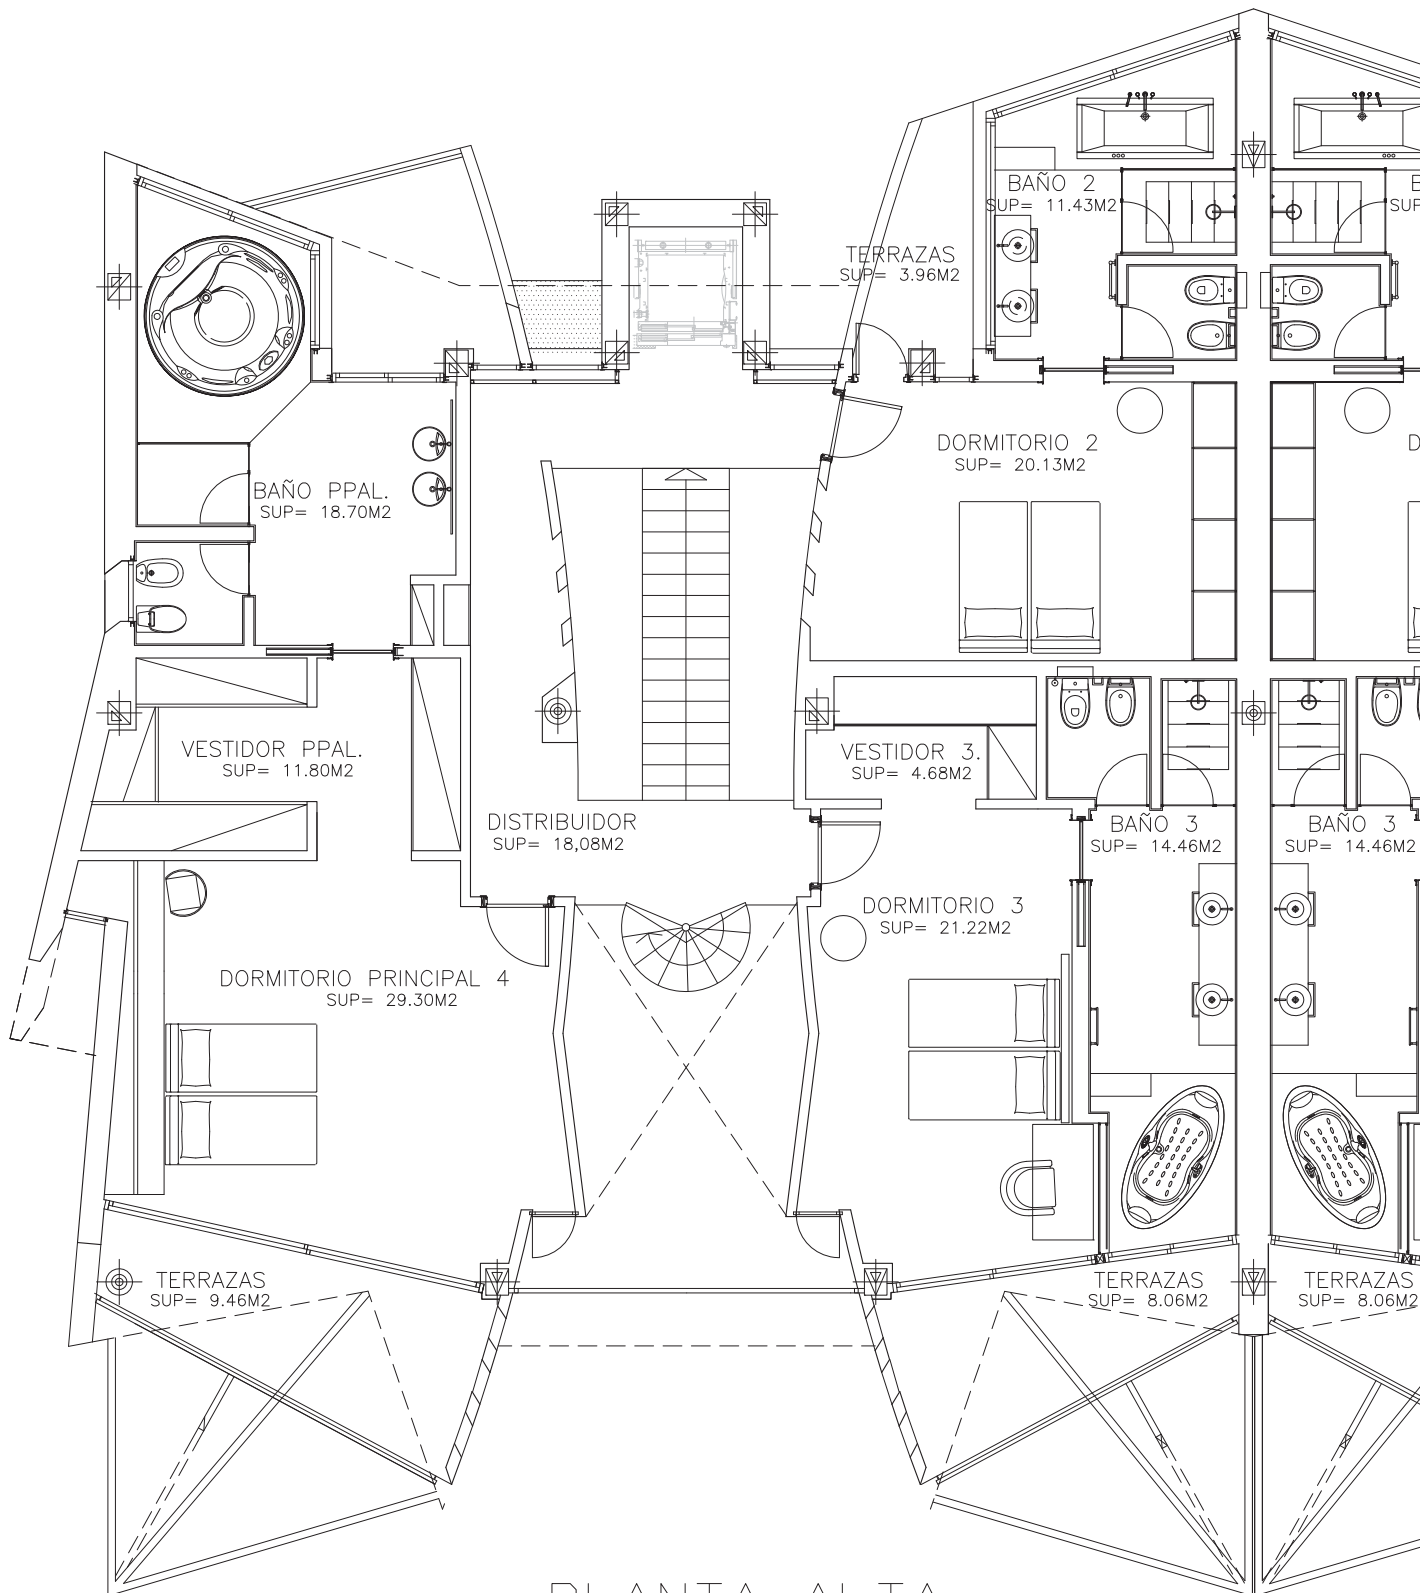 BAÑO 2
SUP= 11.43M2
TERRAZAS
SUP= 3.96M2
DORMITORIO 2
SUP= 20.13M2
BAÑO PPAL.
SUP= 18.70M2
VESTIDOR PPAL.
SUP= 11.80M2
VESTIDOR 3.
SUP= 4.68M2
DISTRIBUIDOR
SUP= 18,08M2
BAÑO 3
SUP= 14.46M2
BAÑO 3
SUP= 14.46M2
DORMITORIO 3
SUP= 21.22M2
DORMITORIO PRINCIPAL 4
SUP= 29.30M2
TERRAZAS
SUP= 9.46M2
TERRAZAS
SUP= 8.06M2
TERRAZAS
SUP= 8.06M2
PLANTA ALTA